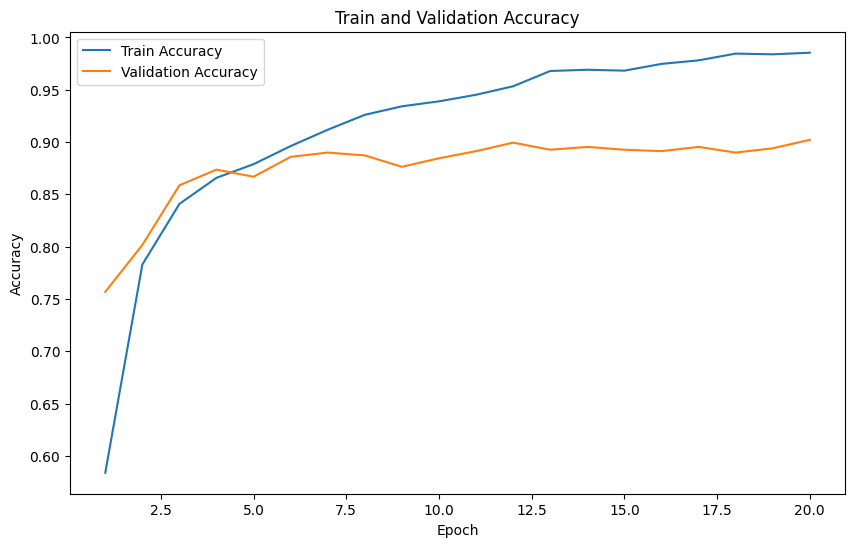 Train and Validation Accuracy
Train Accuracy
Validation Accuracy
1.00
0.95
0.90
0.85
0.80
0.75
0.70
0.65
0.60
Accuracy
2.5 5.0 7.5 10.0 12.5 15.0 17.5 20.0
Epoch